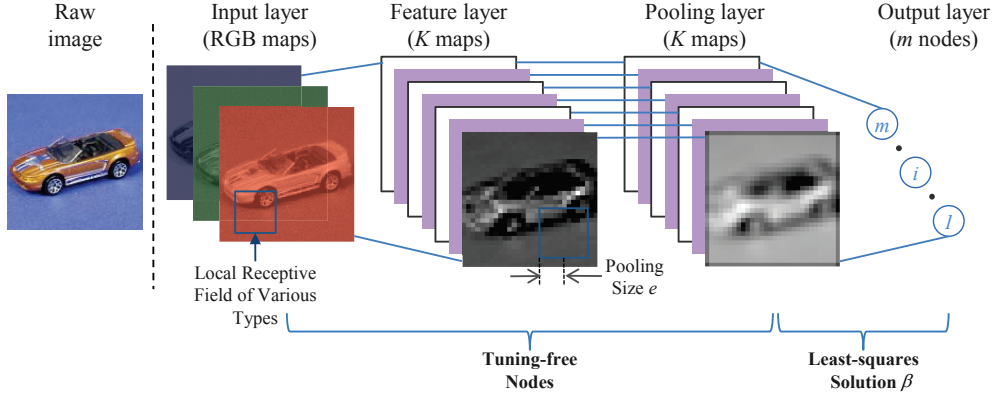 Raw
image
Input layer
(RGB maps)
Feature layer
(K maps)
Pooling layer
(K maps)
Output layer
(m nodes)
m
i
1
Local Receptive
Field of Various
Types
Pooling
Size e
Tuning-free
Nodes
Least-squares
Solution β